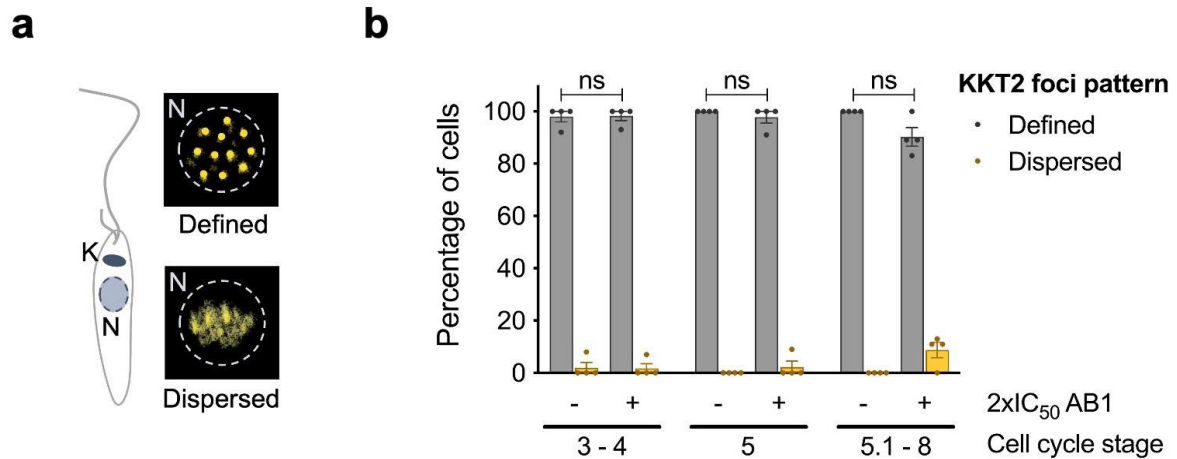 a
N
Defined
K
N
N
Dispersed
b
ns ns ns
Percentage of cells
100
80
60
40
20
0
- + - + - +
2xIC50 AB1
3 - 4 5 5.1 - 8
Cell cycle stage
KKT2 foci pattern
Defined
Dispersed